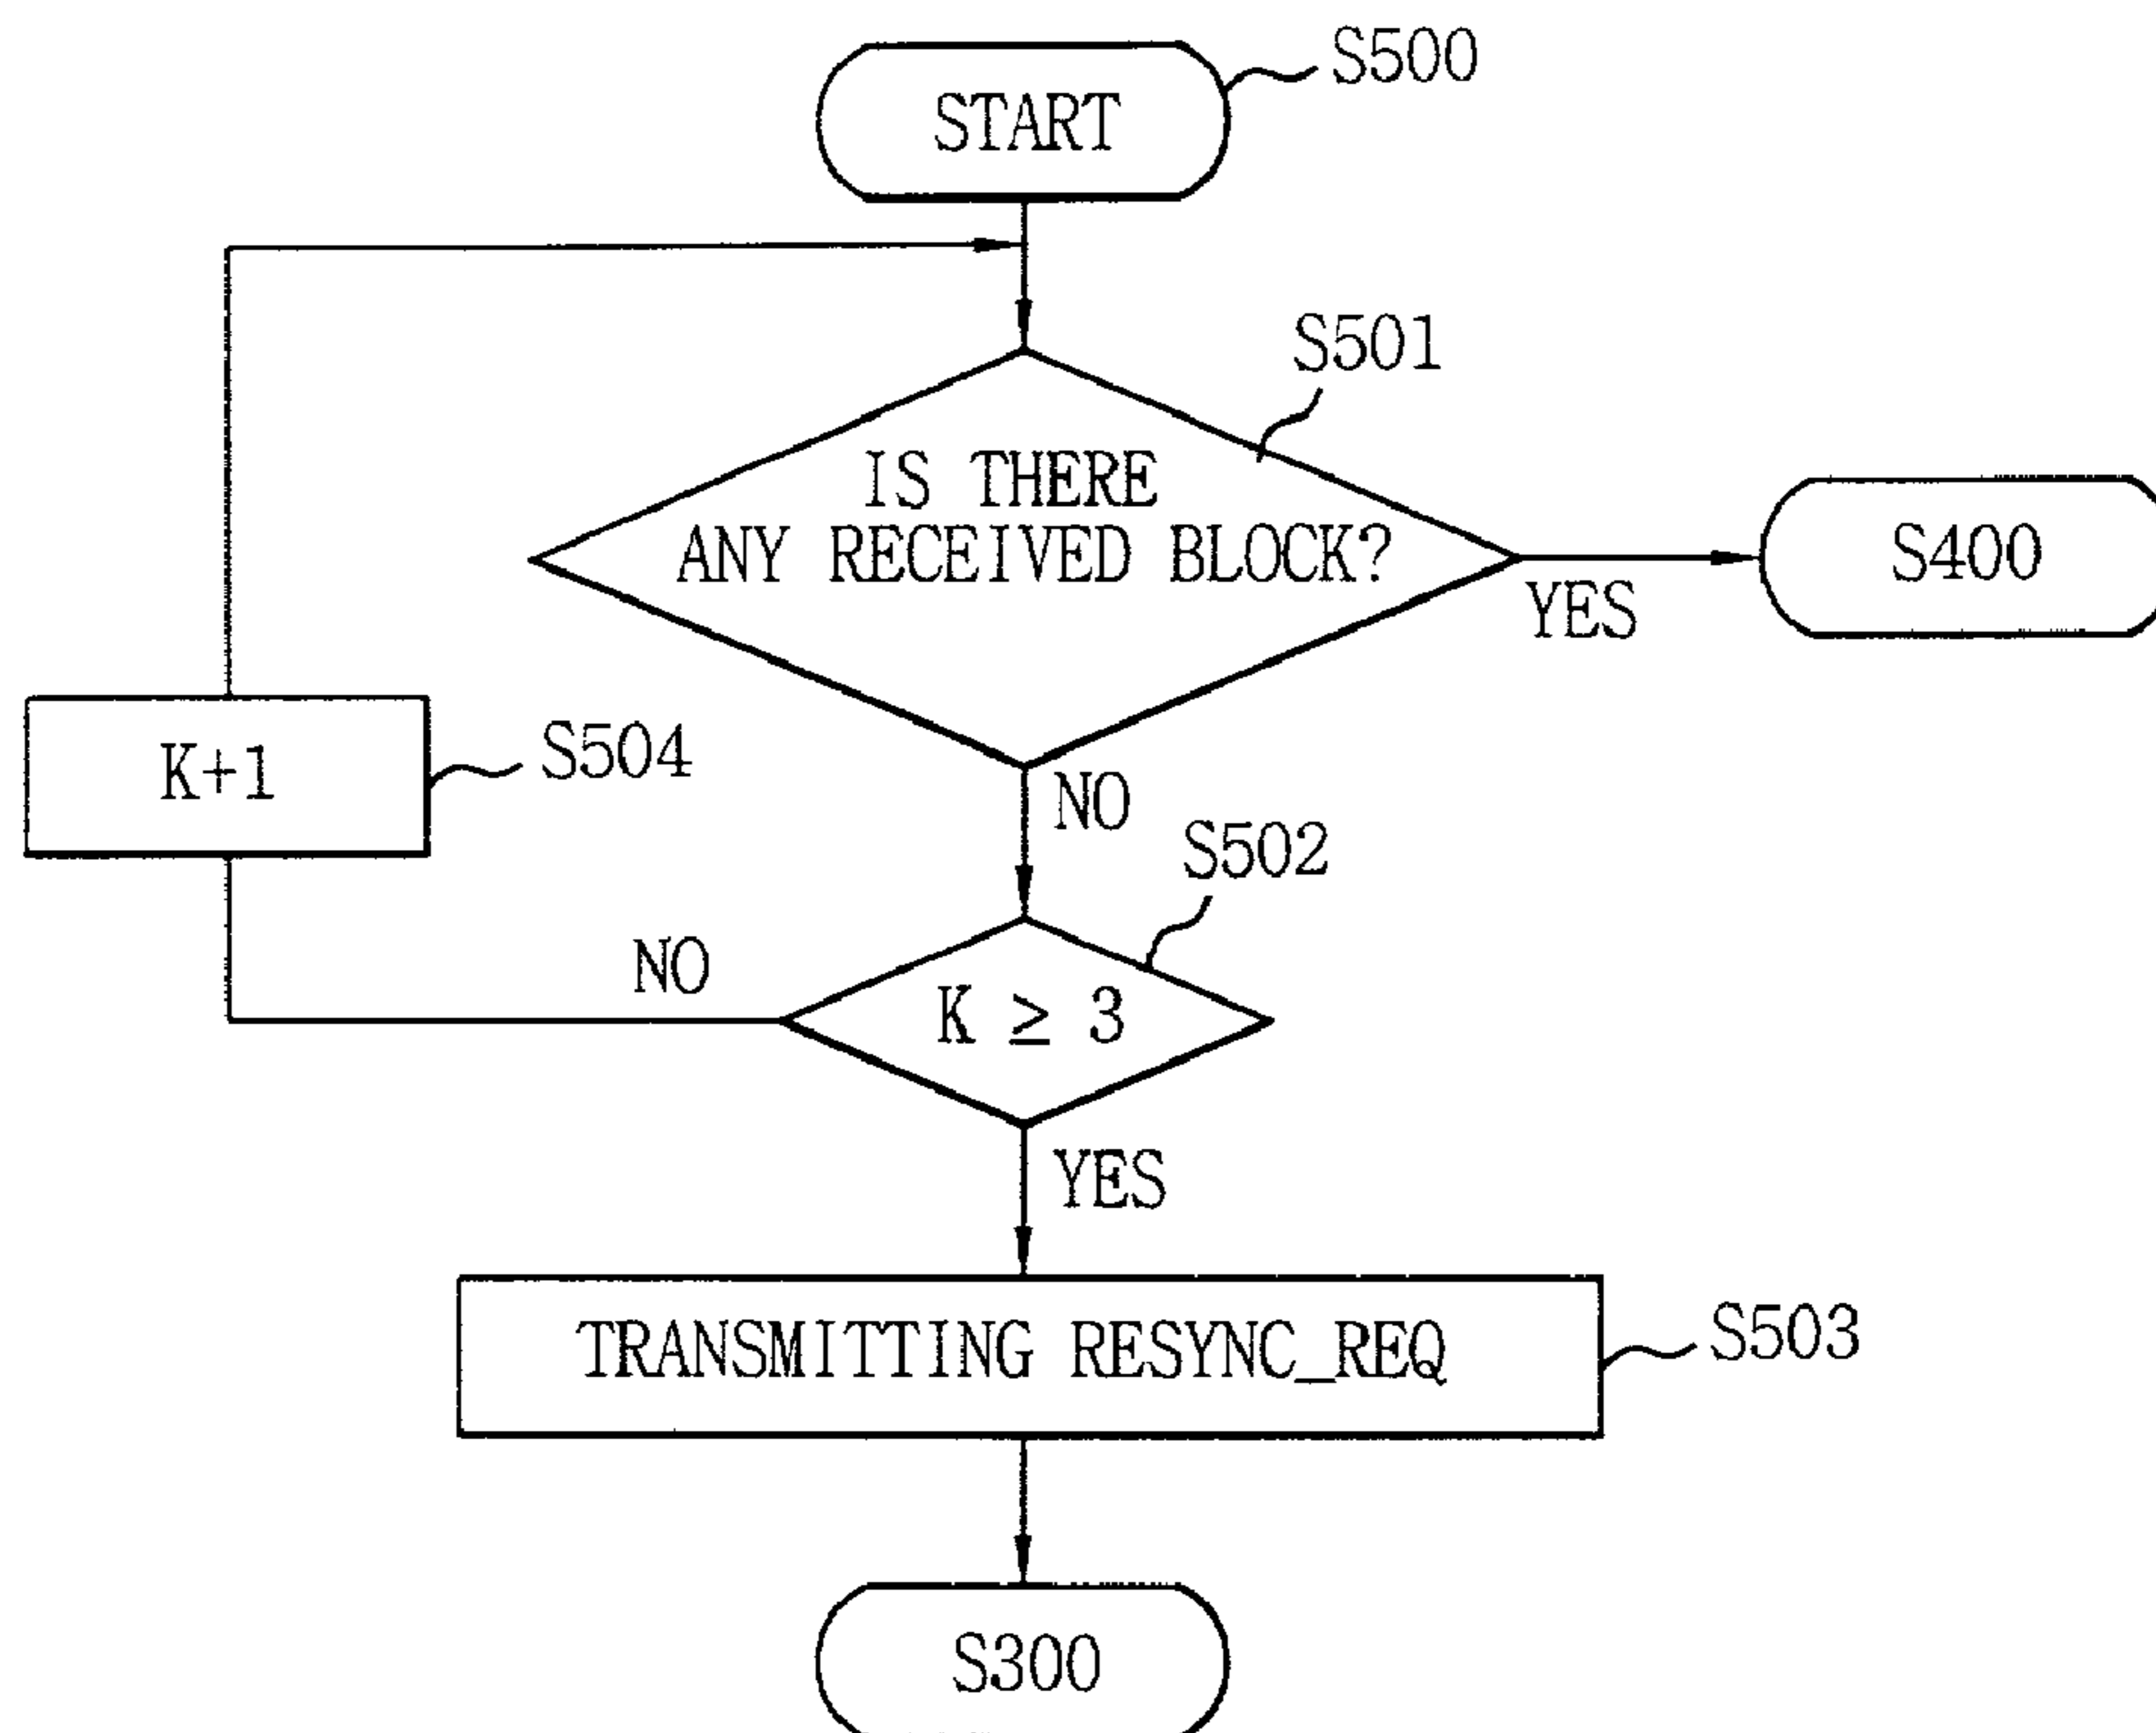 S500
START
S501
IS THERE
ANY RECEIVED BLOCK?
S400
YES
K+1
S504
NO
S502
NO
K ≥ 3
YES
TRANSMITTING RESYNC_REQ
S503
S300